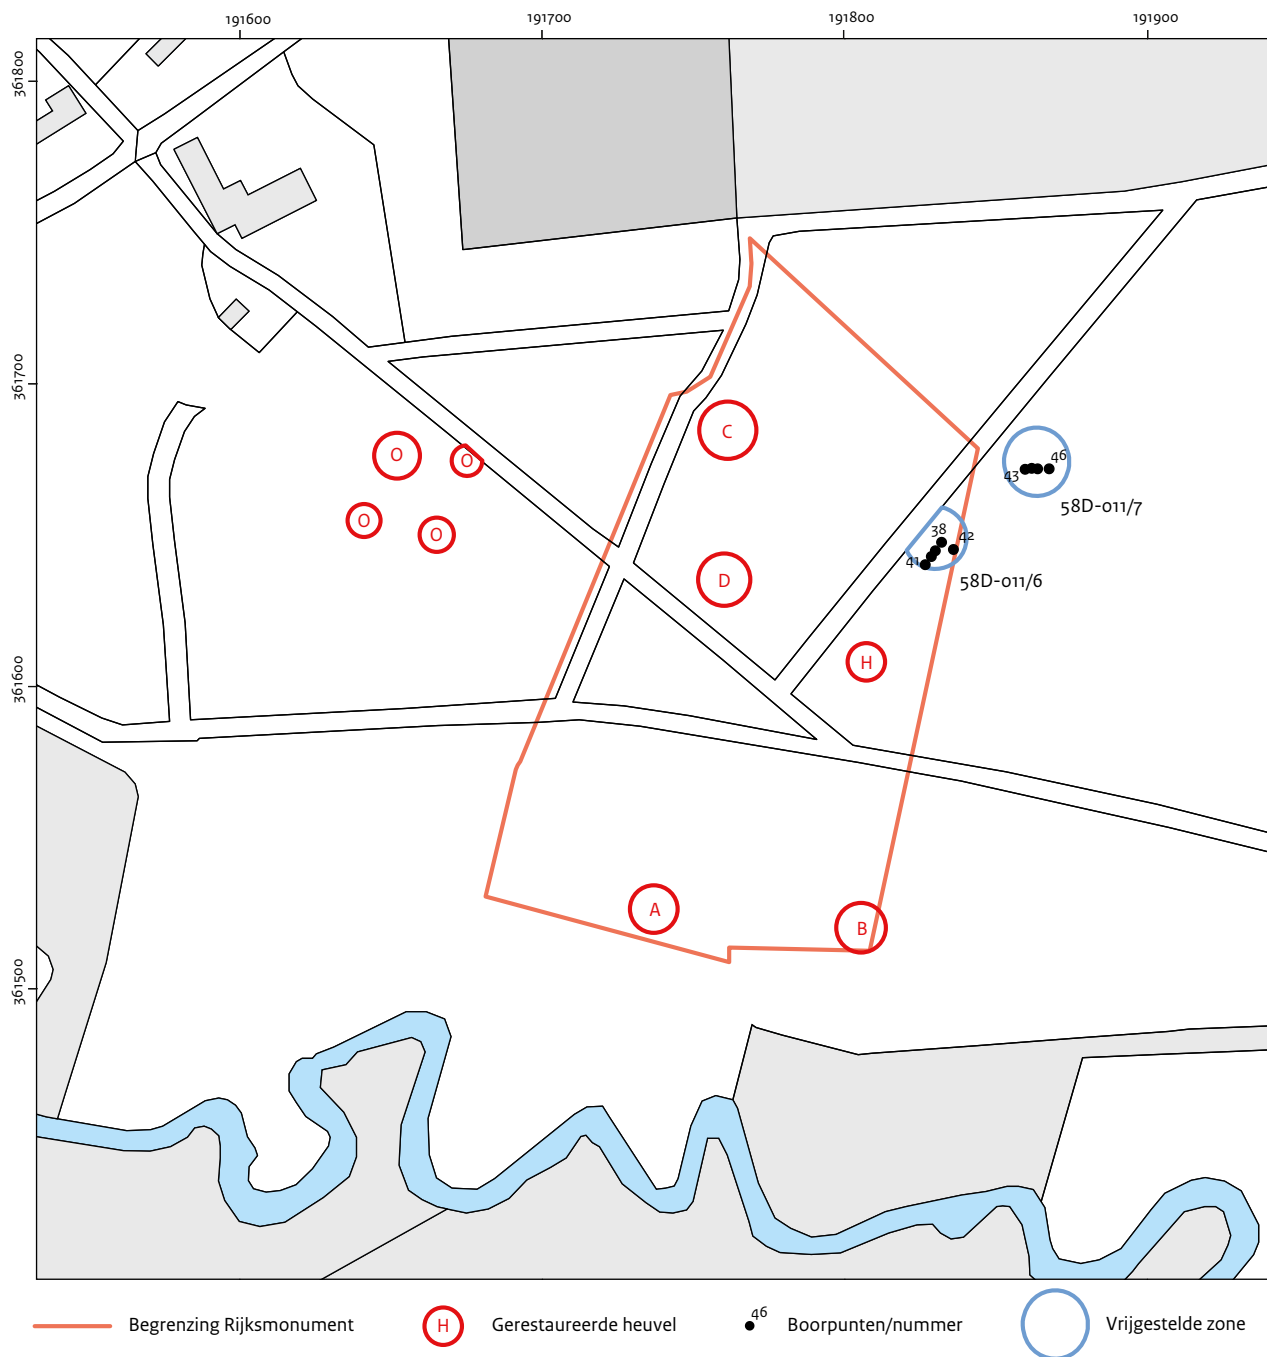 191600 191700 191800 191900
361800
361700
361600
361500
C
O O
O O
D
H
A
B
46
43
58D-011/7
38
42
41
58D-011/6
Begrenzing Rijksmonument
H Gerestaureerde heuvel
46 Boorpunten/nummer
Vrijgestelde zone